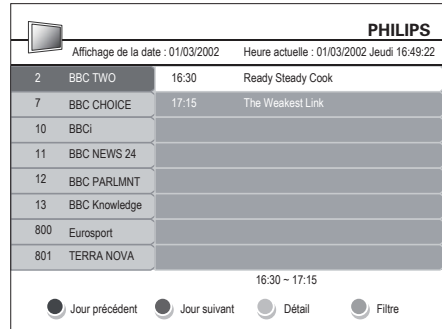 PHILIPS
Affichage de la date : 01/03/2002 Heure actuelle : 01/03/2002 Jeudi 16:49:22
2 BBC TWO 16:30 Ready Steady Cook
7 BBC CHOICE 17:15 The Weakest Link
10 BBCi
11 BBC NEWS 24
12 BBC PARLMNT
13 BBC Knowledge
800 Eurosport
801 TERRA NOVA
16:30 ~ 17:15
Jour précédent Jour suivant Détail Filtre